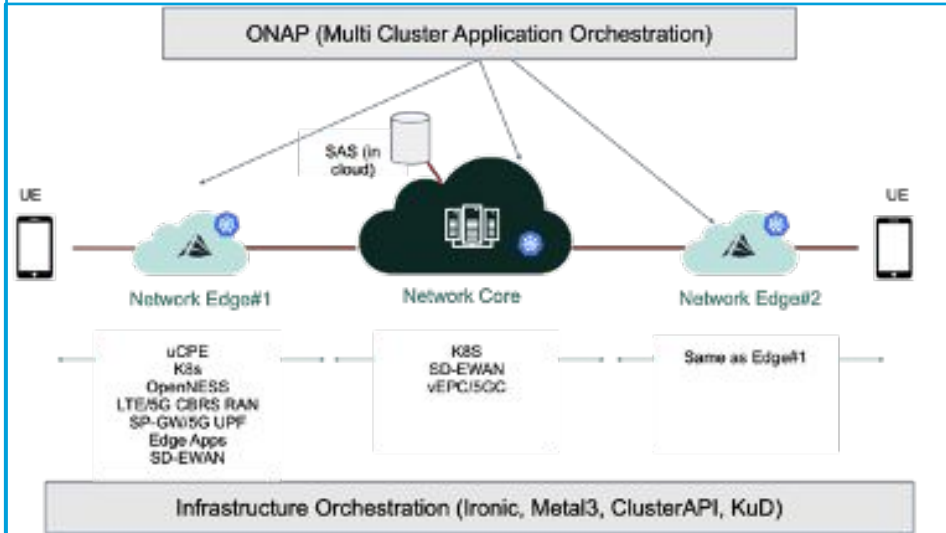 ONAP (Multi Cluster Application Orchestration)
SAS (in
cloud)
UE
UE
Network Edge#1
Network Core
Network Edge#2
uCPE
K8s
OpenNESS
LTE/5G CBRS RAN
SP-GW/5G UPF
Edge Apps
SD-EWAN
K8S
SD-EWAN
vEPC/5GC
Same as Edge#1
Infrastructure Orchestration (Ironic, Metal3, ClusterAPI, KuD)